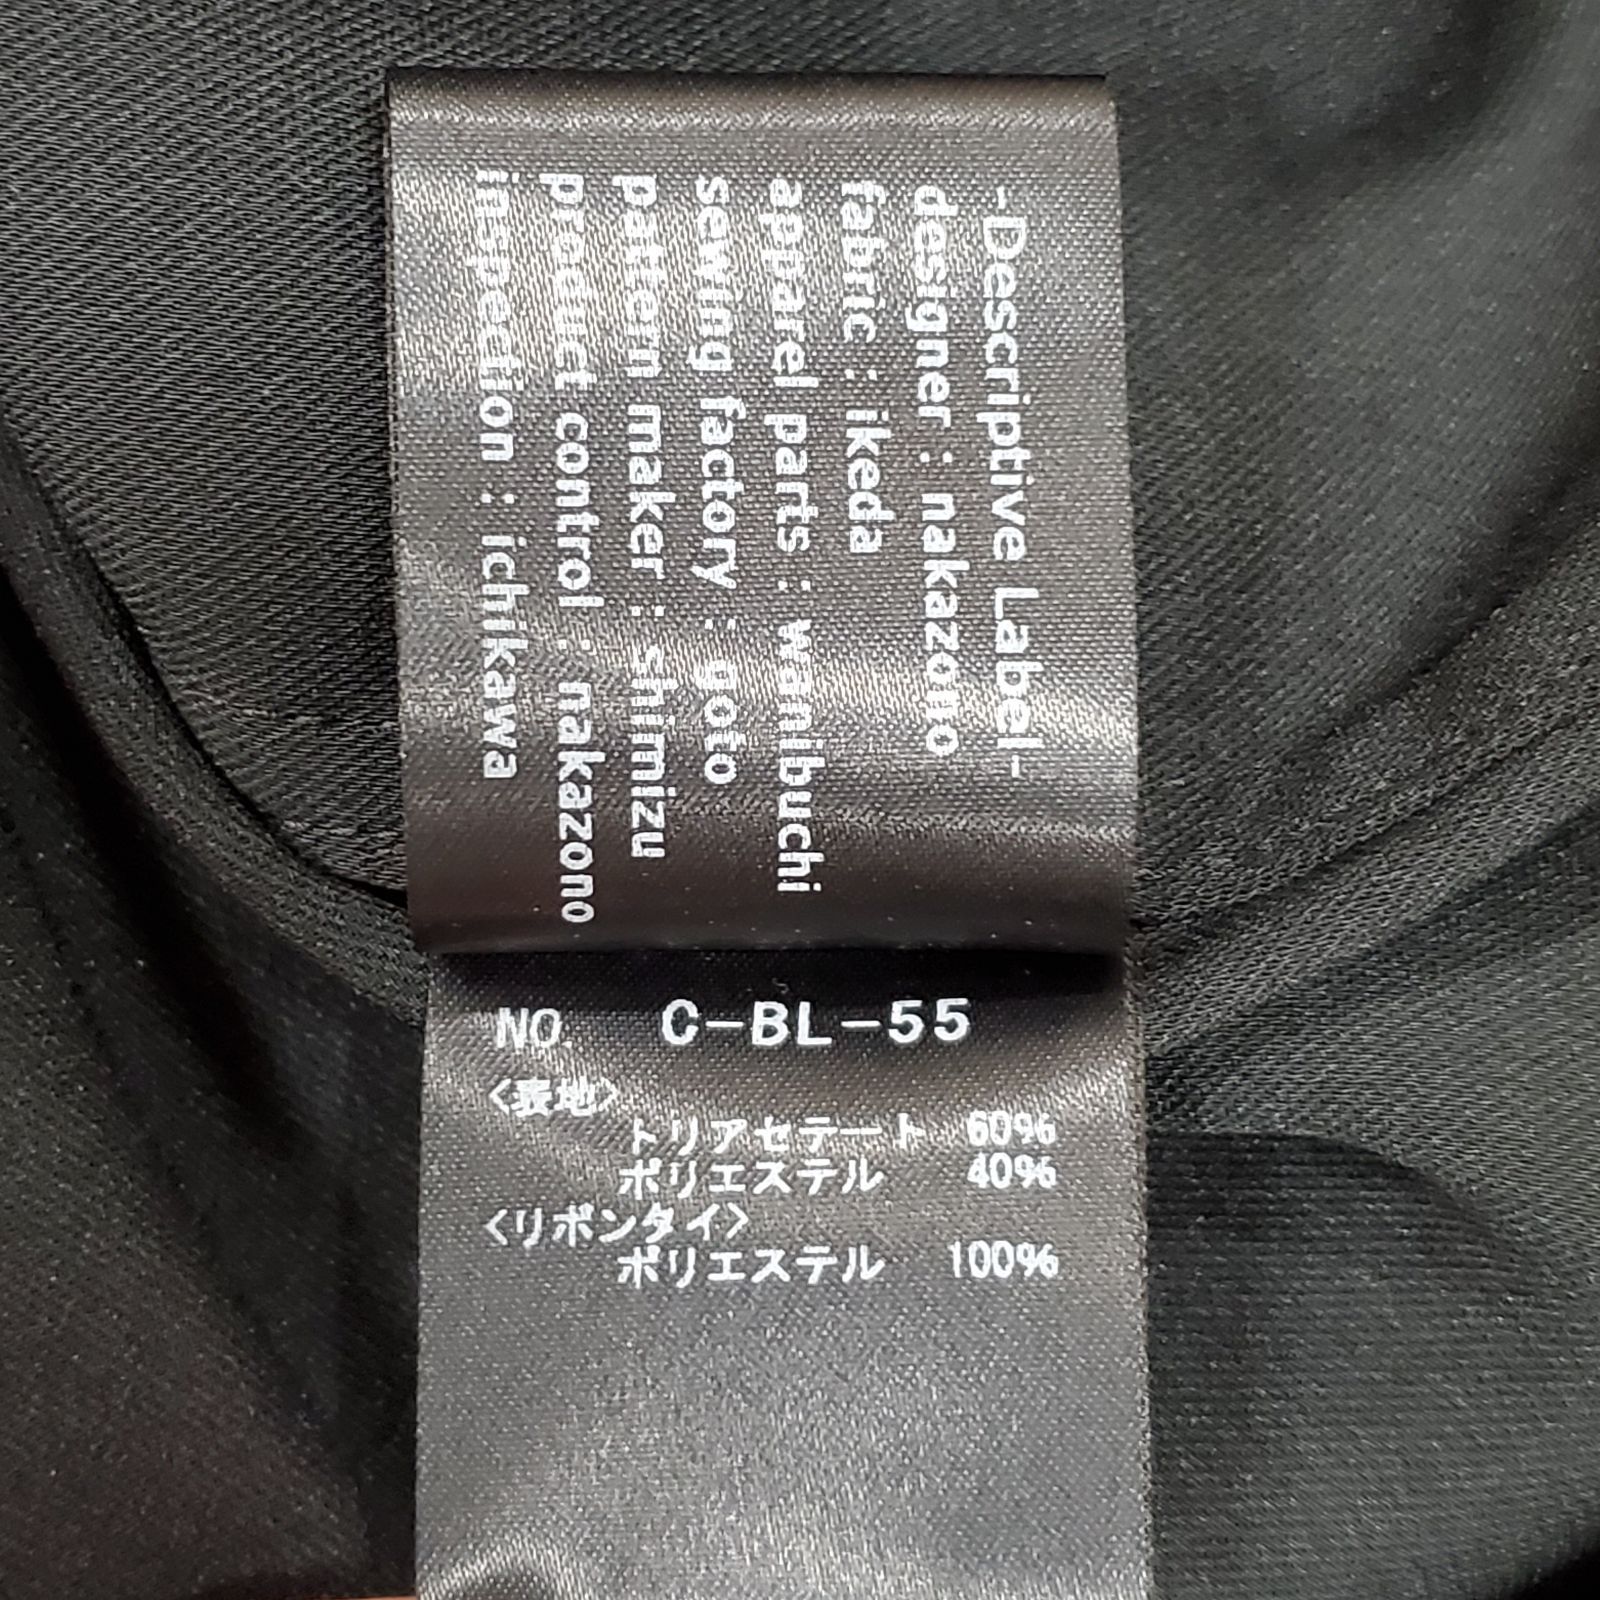 -Descriptive Label-
designer : nakazono
fabric : ikeda
apparel parts : wanibuchi
sewing factory : goto
pattern maker : shimizu
product control : nakazono
inspection : ichikawa
NO. C-BL-55
<表地>
トリアセテート 60%
ポリエステル 40%
<リボンタイ>
ポリエステル 100%